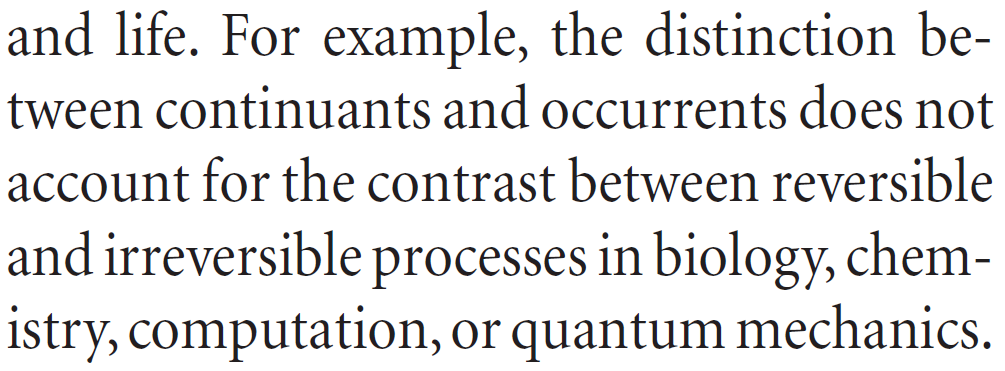 and life. For example, the distinction be-
tween continuants and occurrents does not
account for the contrast between reversible
and irreversible processes in biology, chem-
istry, computation, or quantum mechanics.